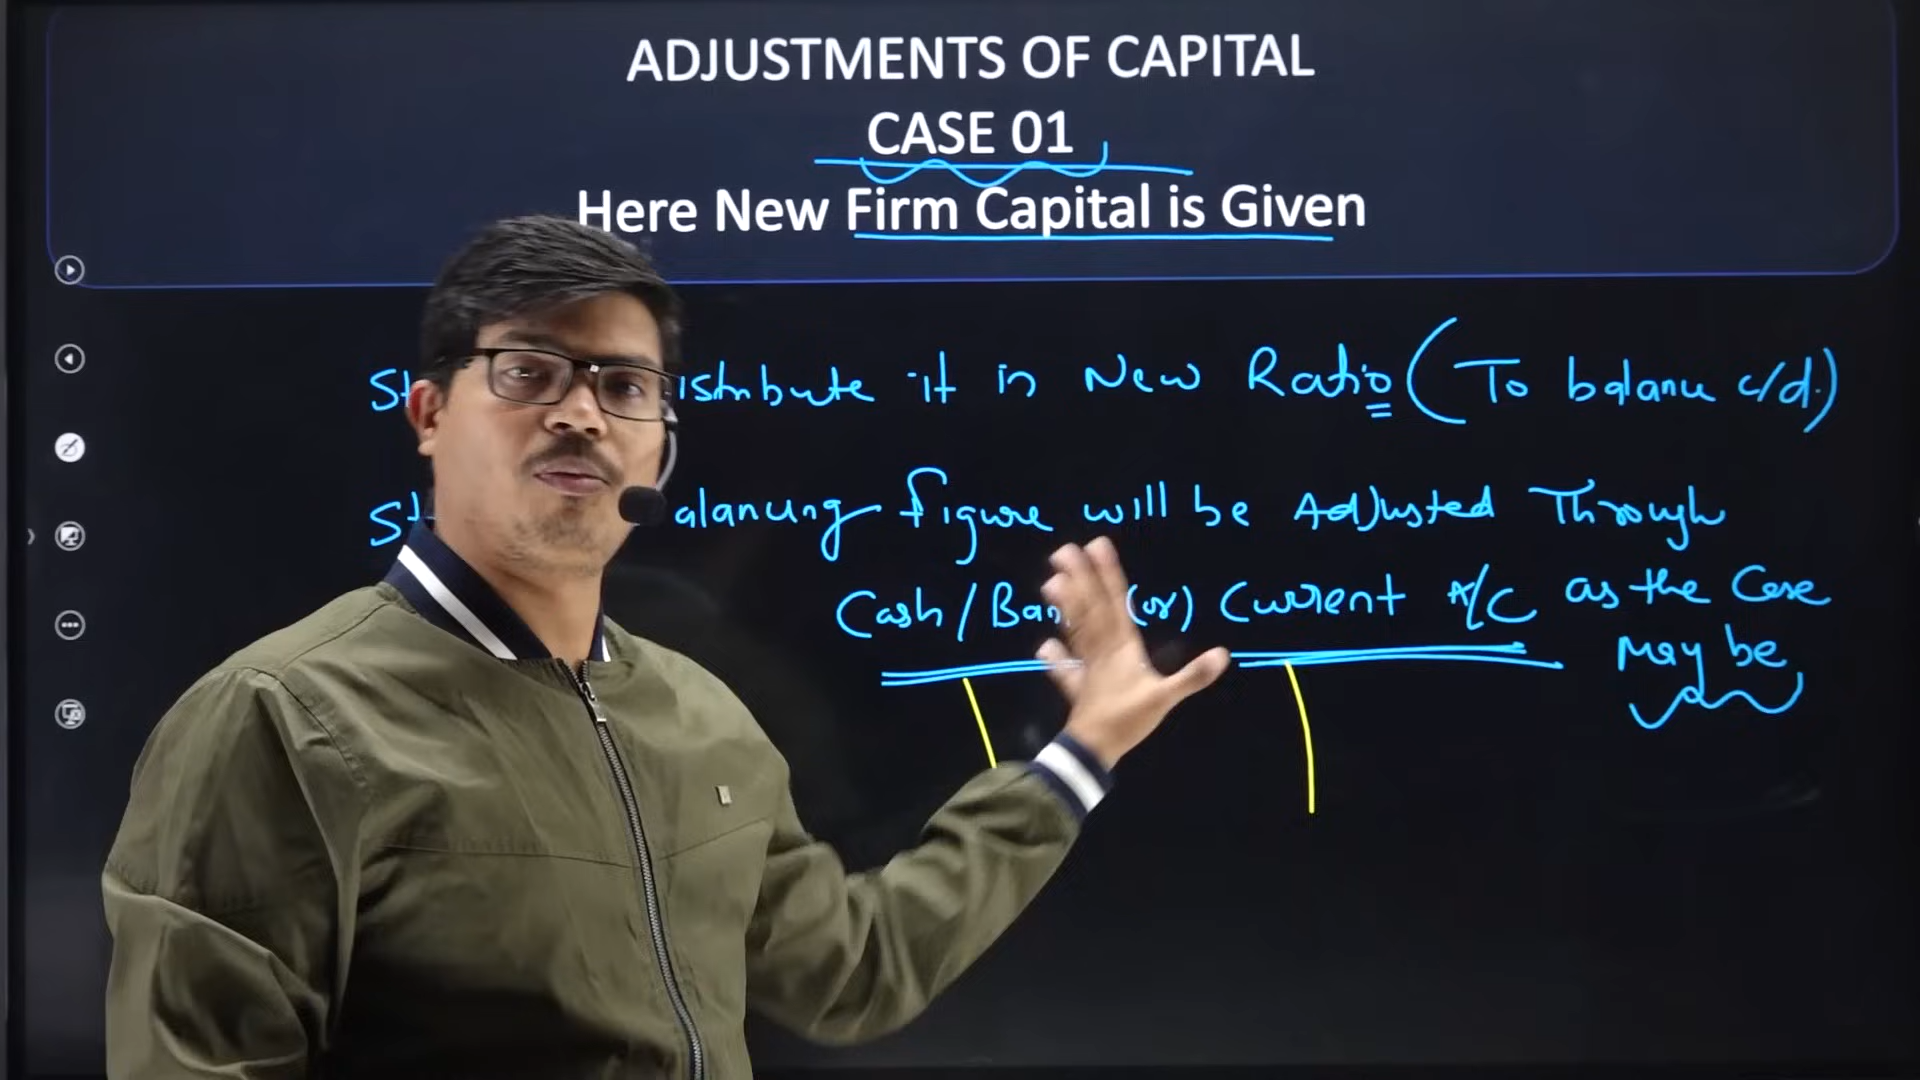 ADJUSTMENTS OF CAPITAL
CASE 01
Here New Firm Capital is Given
it in New Ratio (To balance c/d.)
figure will be Adjusted Through
Cash / (or) Current A/C as the Case
May be